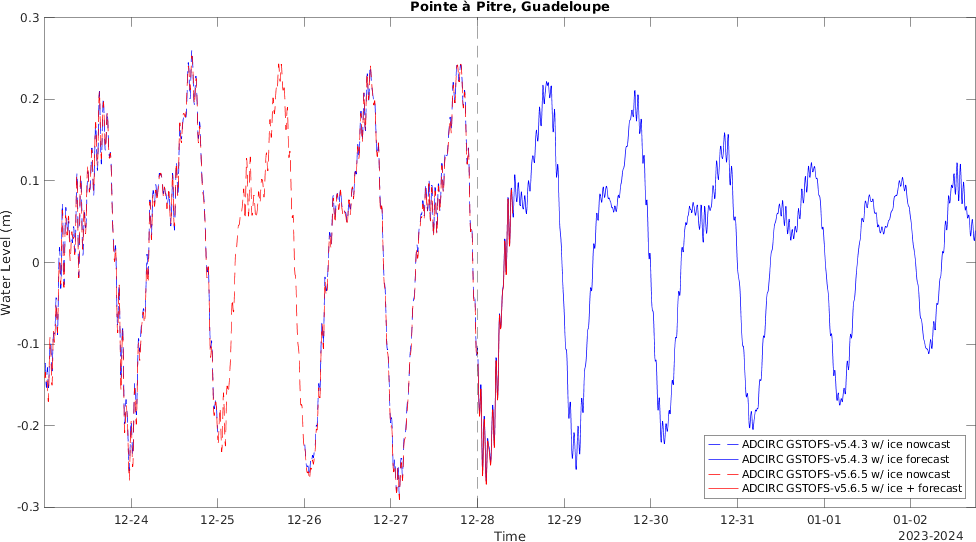 Pointe à Pitre, Guadeloupe
0.3
0.2
0.1
0
-0.1
-0.2
-0.3
Water Level (m)
12-24
12-25
12-26
12-27
12-28
12-29
12-30
12-31
01-01
01-02
Time
2023-2024
ADCIRC GSTOFS-v5.4.3 w/ ice nowcast
ADCIRC GSTOFS-v5.4.3 w/ ice forecast
ADCIRC GSTOFS-v5.6.5 w/ ice nowcast
ADCIRC GSTOFS-v5.6.5 w/ ice + forecast